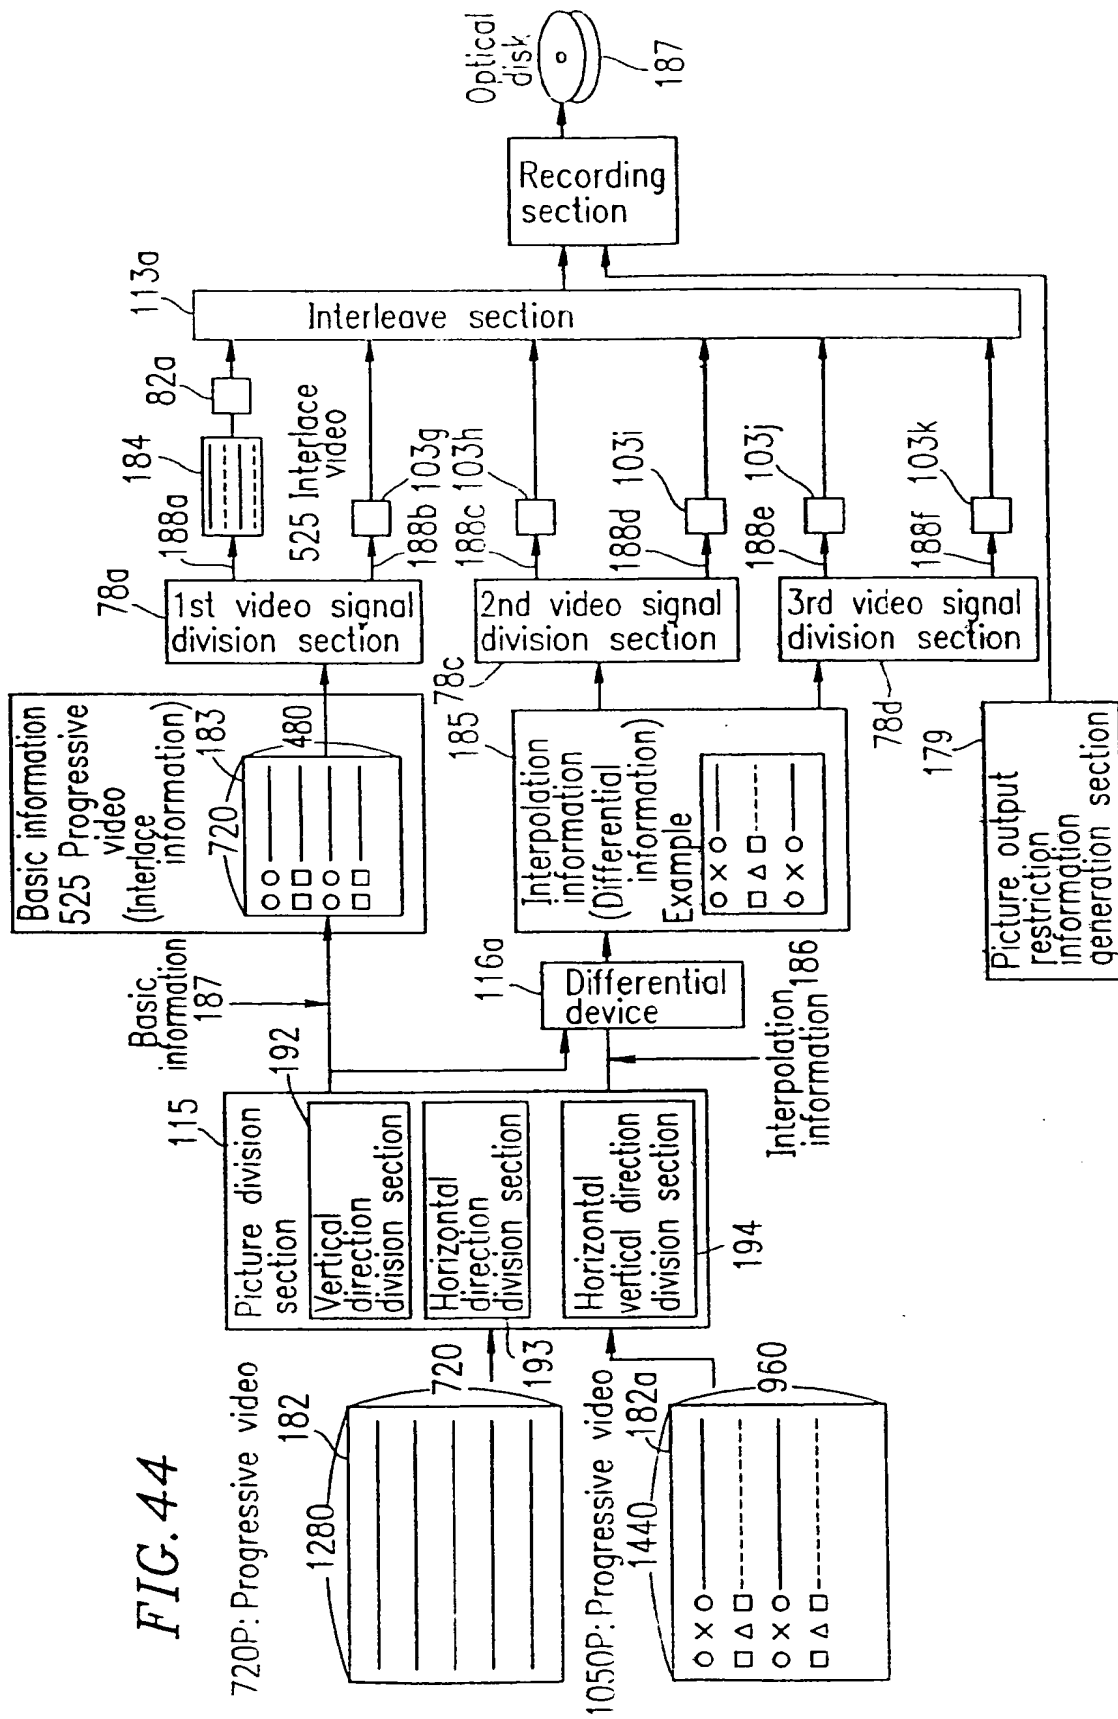 FIG. 44
720P: Progressive video
1280
182
720
1050P: Progressive video
1440
182a
960
115
Picture division
section
192
Vertical
direction
division section
Horizontal
direction
division section
193
Horizontal
vertical direction
division section
194
Basic
information
187
116a
Differential
device
Interpolation
information
186
Basic information
525 Progressive
video
(Interlace
information)
720
183
480
185
Interpolation
information
(Differential
information)
Example
78a
1st video signal
division section
2nd video signal
division section
78c
3rd video signal
division section
78d
179
Picture output
restriction
information
generation section
188a
184
82a
525 Interlace
video
188b
103g
188c
103h
188d
103i
188e
103j
188f
103k
113a
Interleave section
Recording
section
Optical
disk
187